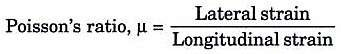 Poisson's ratio, μ = Lateral strain / Longitudinal strain